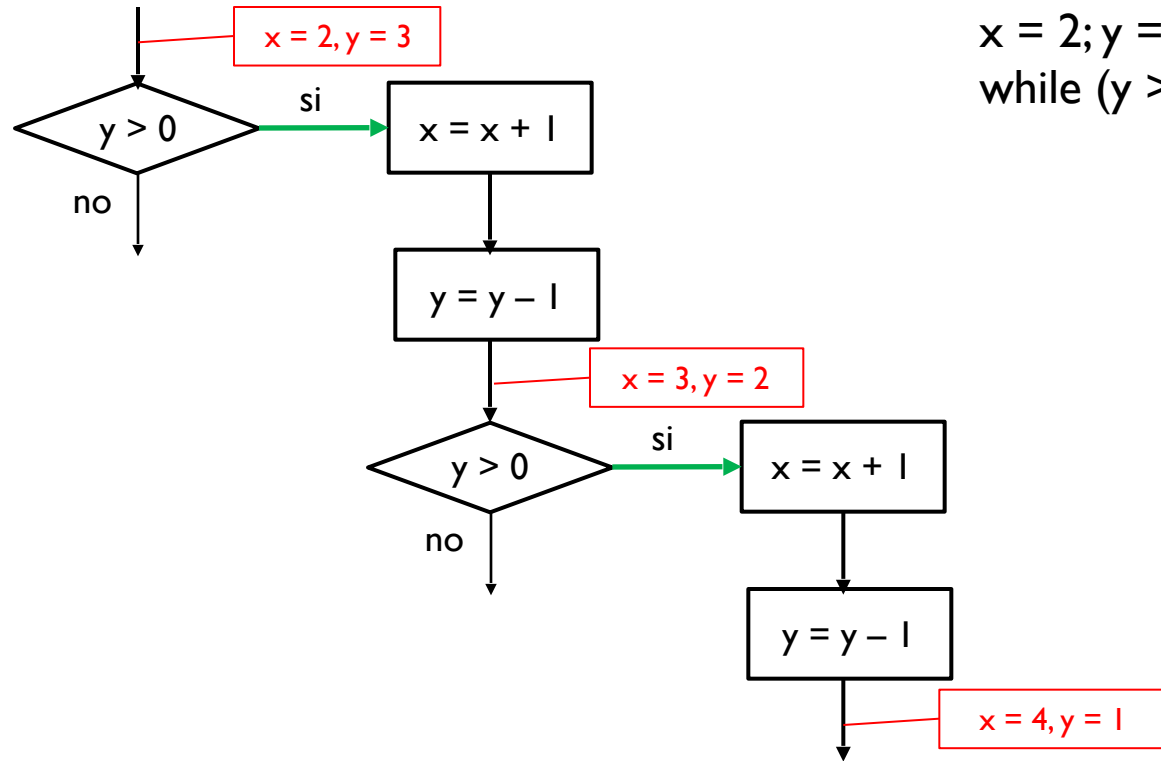 x = 2, y = 3
x = 2; y =
while (y >
y > 0
si
x = x + 1
no
y = y – 1
x = 3, y = 2
y > 0
si
x = x + 1
no
y = y – 1
x = 4, y = 1